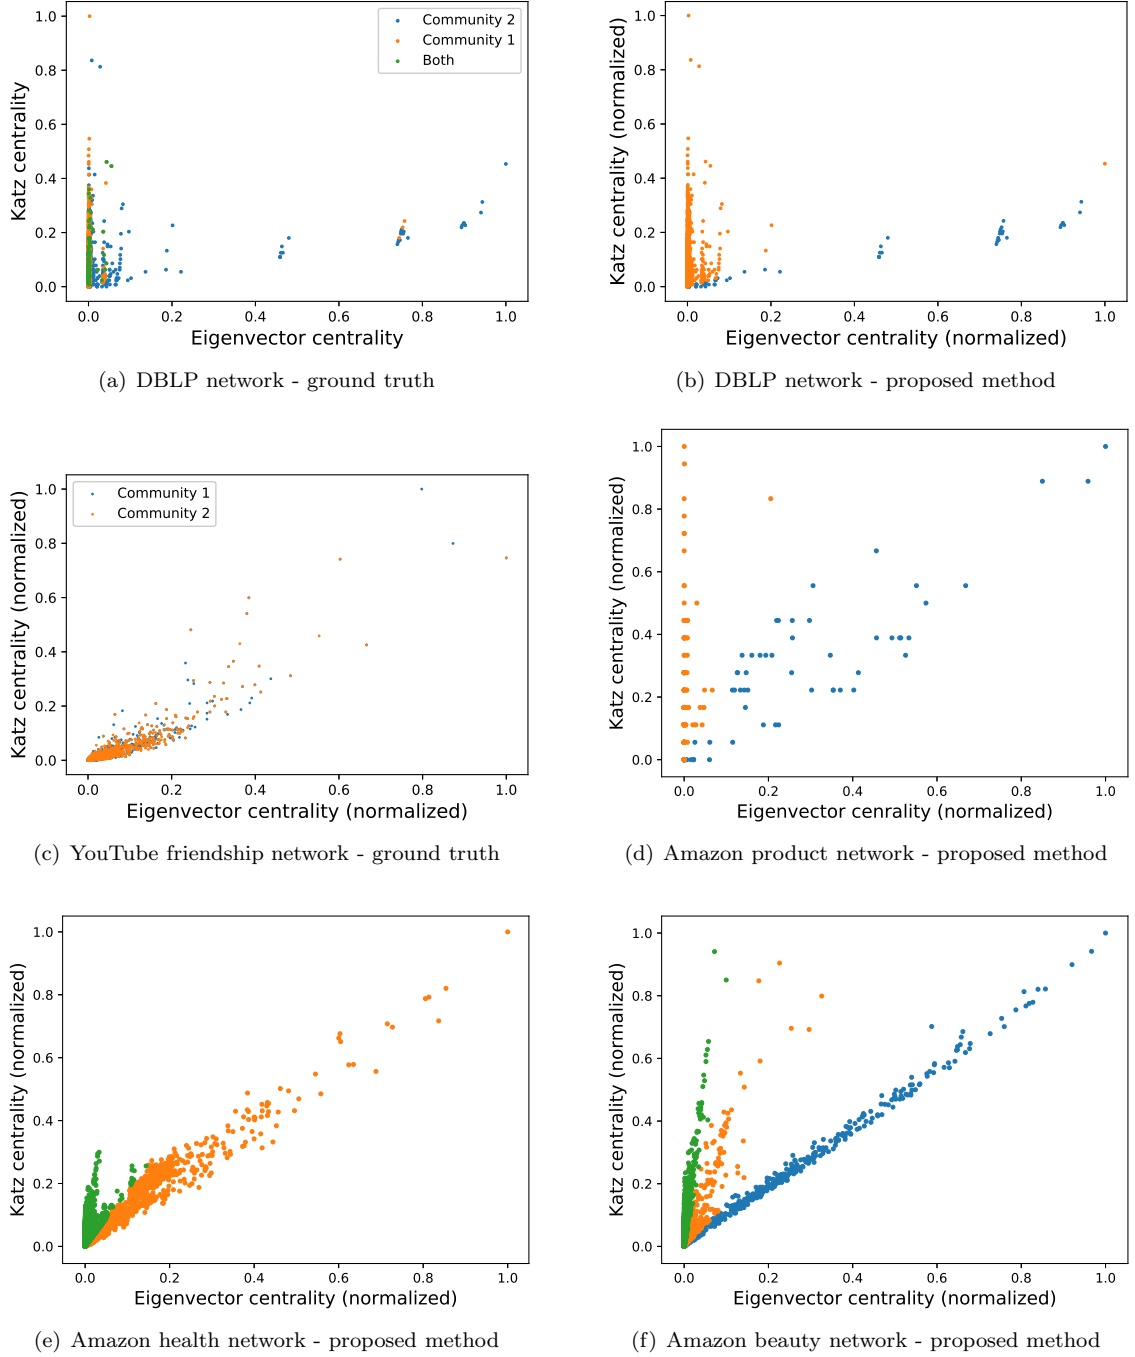 Katz centrality
1.0
0.8
0.6
0.4
0.2
0.0
Community 2
Community 1
Both
0.0 0.2 0.4 0.6 0.8 1.0
Eigenvector centrality
(a) DBLP network - ground truth
Katz centrality (normalized)
1.0
0.8
0.6
0.4
0.2
0.0
0.0 0.2 0.4 0.6 0.8 1.0
Eigenvector centrality (normalized)
(b) DBLP network - proposed method
Katz centrality (normalized)
1.0
0.8
0.6
0.4
0.2
0.0
Community 1
Community 2
0.0 0.2 0.4 0.6 0.8 1.0
Eigenvector centrality (normalized)
(c) YouTube friendship network - ground truth
Katz centrality (normalized)
1.0
0.8
0.6
0.4
0.2
0.0
0.0 0.2 0.4 0.6 0.8 1.0
Eigenvector cenrality (normalized)
(d) Amazon product network - proposed method
Katz centrality (normalized)
1.0
0.8
0.6
0.4
0.2
0.0
0.0 0.2 0.4 0.6 0.8 1.0
Eigenvector centrality (normalized)
(e) Amazon health network - proposed method
Katz centrality (normalized)
1.0
0.8
0.6
0.4
0.2
0.0
0.0 0.2 0.4 0.6 0.8 1.0
Eigenvector centrality (normalized)
(f) Amazon beauty network - proposed method